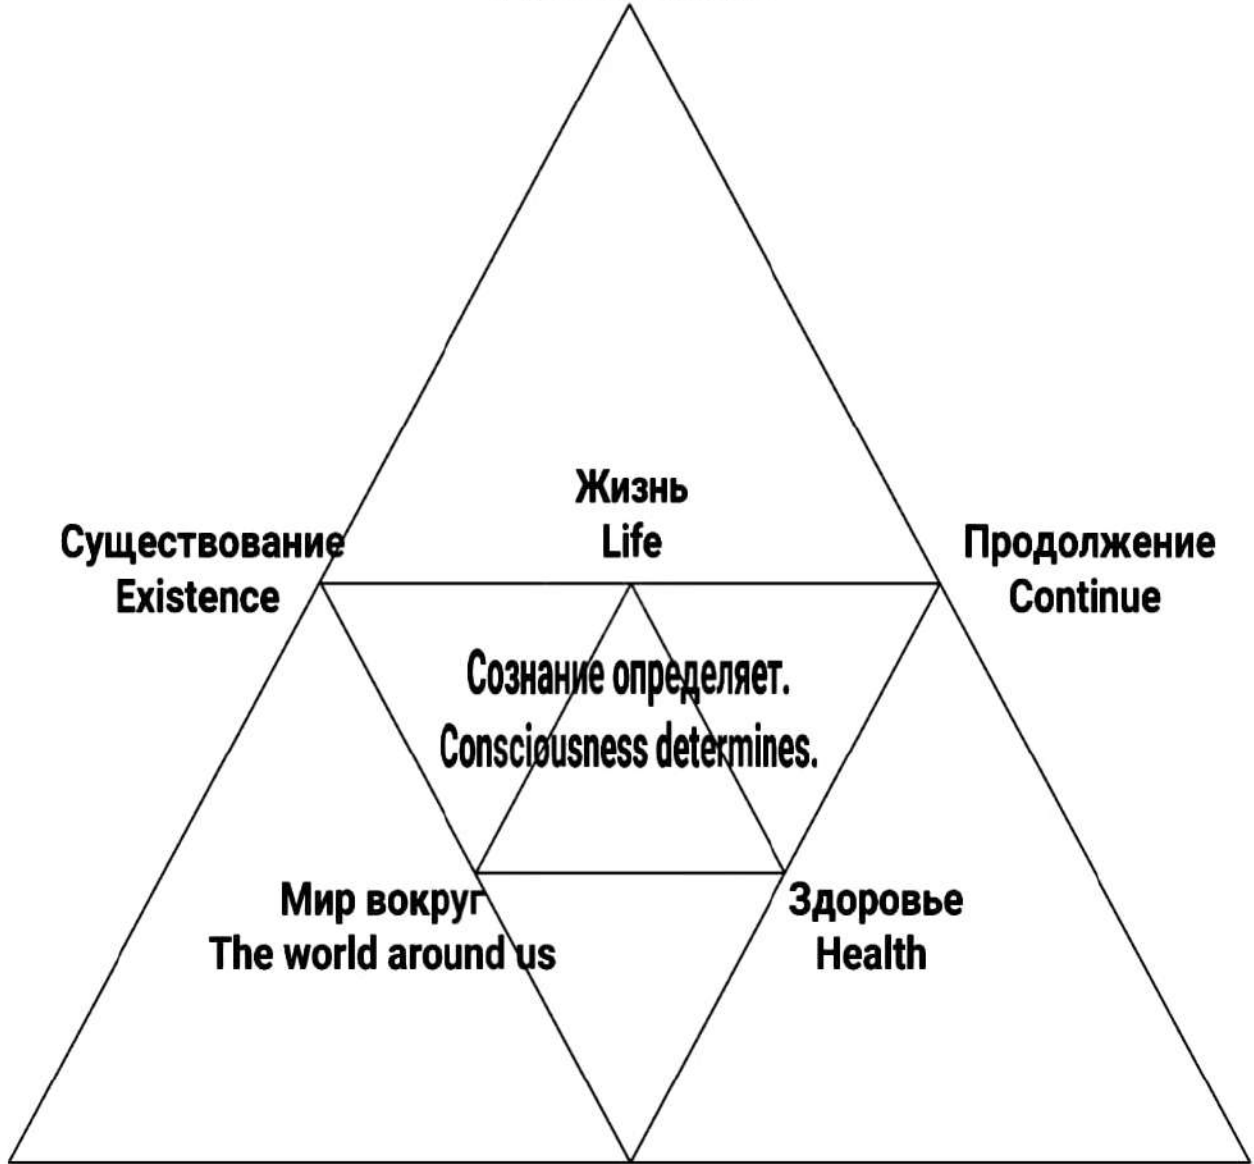 Жизнь
Life
Существование
Existence
Продолжение
Continue
Сознание определяет.
Consciousness determines.
Мир вокруг
The world around us
Здоровье
Health